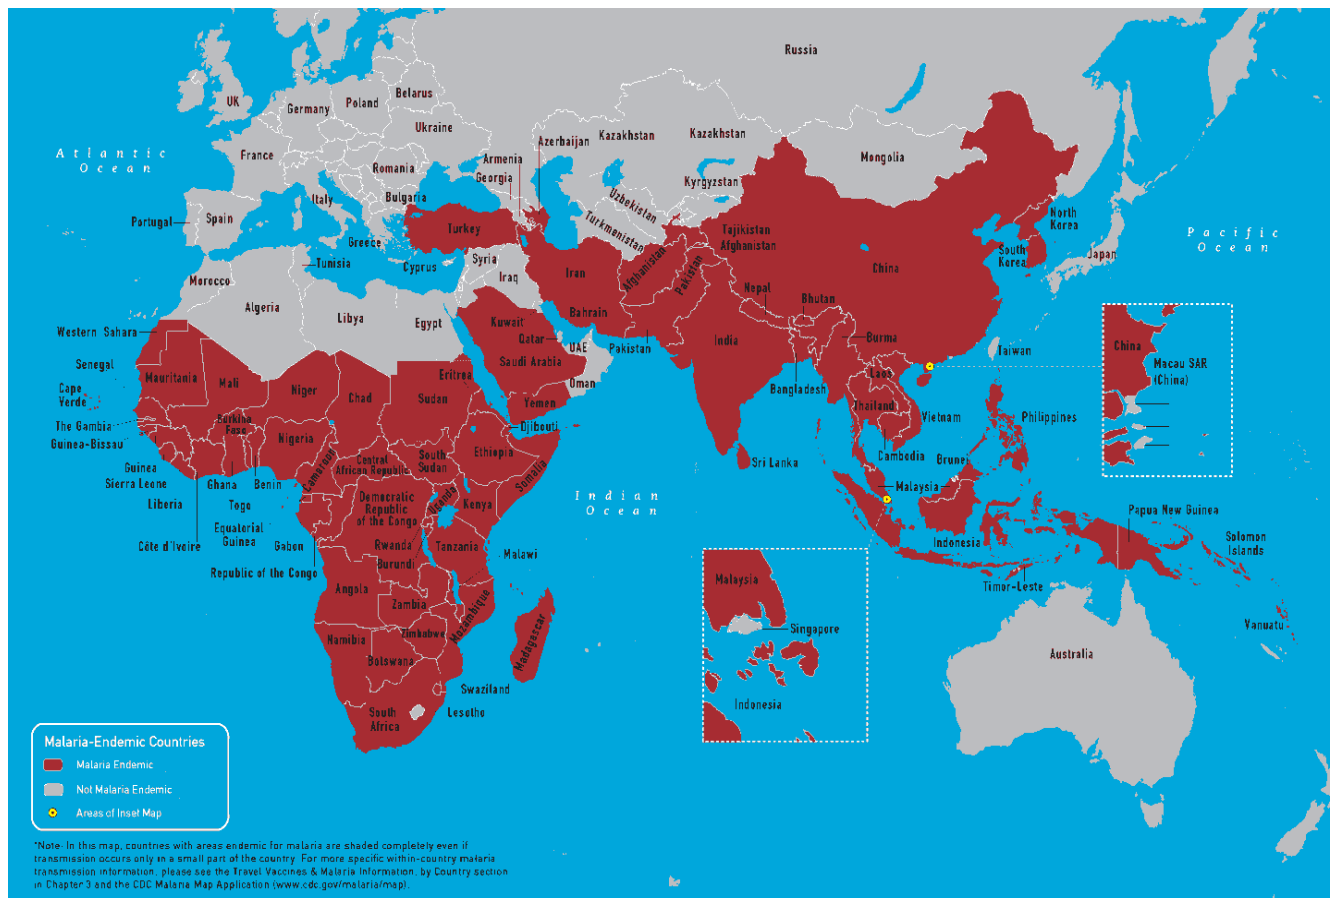 Russia
UK
Germany
Poland
Belarus
Ukraine
France
Romania
Bulgaria
Italy
Portugal
Spain
Greece
Atlantic
Ocean
Armenia
Georgia
Azerbaijan
Kazakhstan
Kazakhstan
Mongolia
Kyrgyzstan
Uzbekistan
Turkmenistan
Turkey
Tajikistan
Afghanistan
North
Korea
South
Korea
Japan
Pacific
Ocean
Tunisia
Cyprus
Syria
Iraq
Iran
Afghanistan
Pakistan
China
Morocco
Algeria
Libya
Egypt
Kuwait
Bahrain
Qatar
UAE
Saudi Arabia
Oman
Yemen
Pakistan
Nepal
Bhutan
India
Burma
Bangladesh
Laos
Thailand
Vietnam
Cambodia
Taiwan
Philippines
Sri Lanka
Brunei
Malaysia
Indonesia
Papua New Guinea
Solomon
Islands
Timor-Leste
Vanuatu
Australia
Western Sahara
Senegal
Cape
Verde
The Gambia
Guinea-Bissau
Guinea
Sierra Leone
Liberia
Côte d'Ivoire
Ghana
Togo
Benin
Equatorial
Guinea
Gabon
Republic of the Congo
Mauritania
Mali
Niger
Chad
Sudan
Eritrea
Djibouti
Burkina
Faso
Nigeria
Cameroon
Central
African Republic
South
Sudan
Ethiopia
Somalia
Democratic
Republic
of the Congo
Uganda
Kenya
Rwanda
Burundi
Tanzania
Malawi
Angola
Zambia
Mozambique
Zimbabwe
Namibia
Botswana
Madagascar
Swaziland
South
Africa
Lesotho
Indian
Ocean
China
Macau SAR
(China)
Malaysia
Singapore
Indonesia
Malaria-Endemic Countries
Malaria Endemic
Not Malaria Endemic
Areas of Inset Map
*Note: In this map, countries with areas endemic for malaria are shaded completely even if
transmission occurs only in a small part of the country. For more specific within-country malaria
transmission information, please see the Travel Vaccines & Malaria Information, by Country section
in Chapter 3 and the CDC Malaria Map Application (www.cdc.gov/malaria/map).